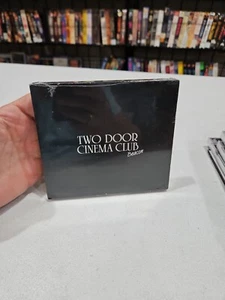 TWO DOOR
CINEMA CLUB
BEACON